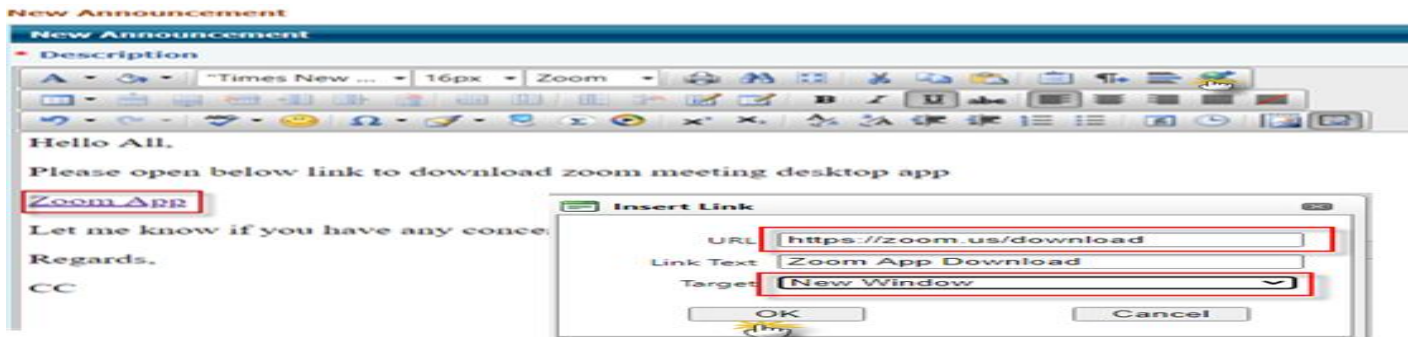 New Announcement
New Announcement
* Description
"Times New ... 16px Zoom
Hello All,
Please open below link to download zoom meeting desktop app
Zoom App
Let me know if you have any conce
Regards,
CC
Insert Link
URL https://zoom.us/download
Link Text Zoom App Download
Target New Window
OK Cancel